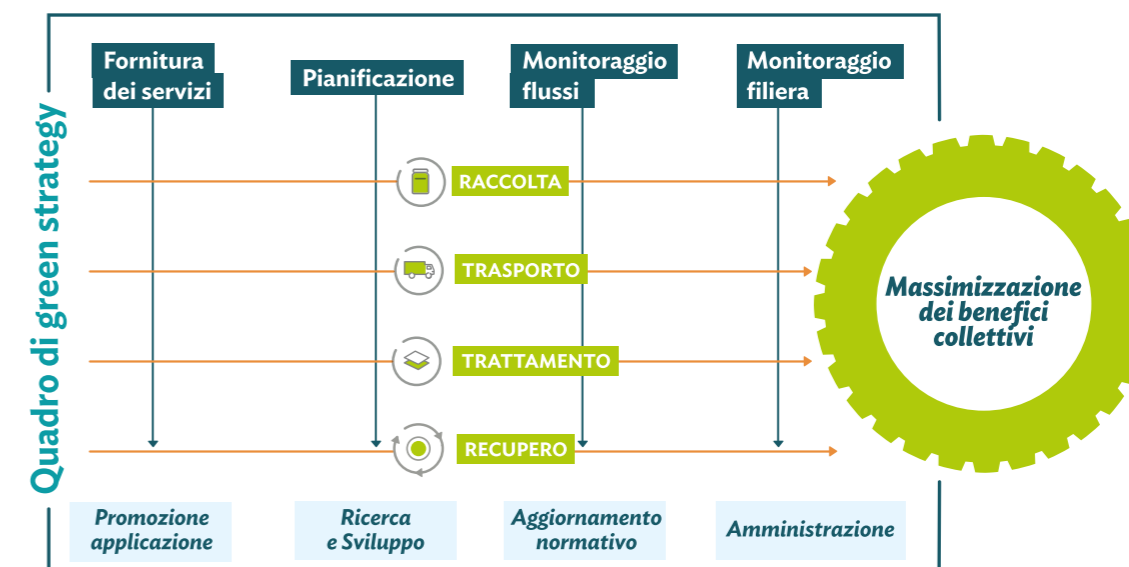 Quadro di green strategy
Fornitura
dei servizi
Pianificazione
Monitoraggio
flussi
Monitoraggio
filiera
RACCOLTA
TRASPORTO
TRATTAMENTO
RECUPERO
Massimizzazione
dei benefici
collettivi
Promozione
applicazione
Ricerca
e Sviluppo
Aggiornamento
normativo
Amministrazione